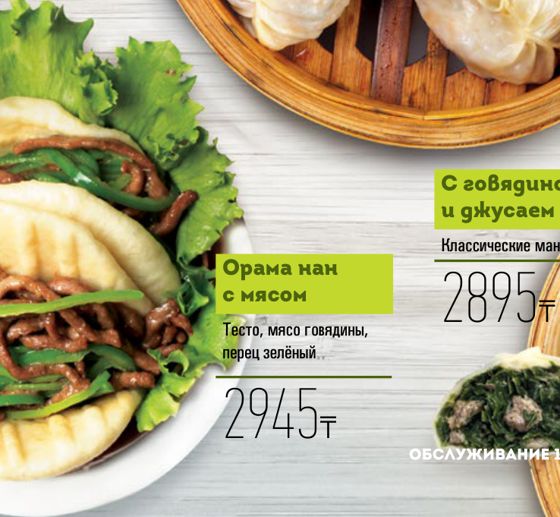 Орама нан
с мясом
Тесто, мясо говядины,
перец зелёный
2945₸
С говядино
и джусаем
Классические ман
2895₸
ОБСЛУЖИВАНИЕ 1